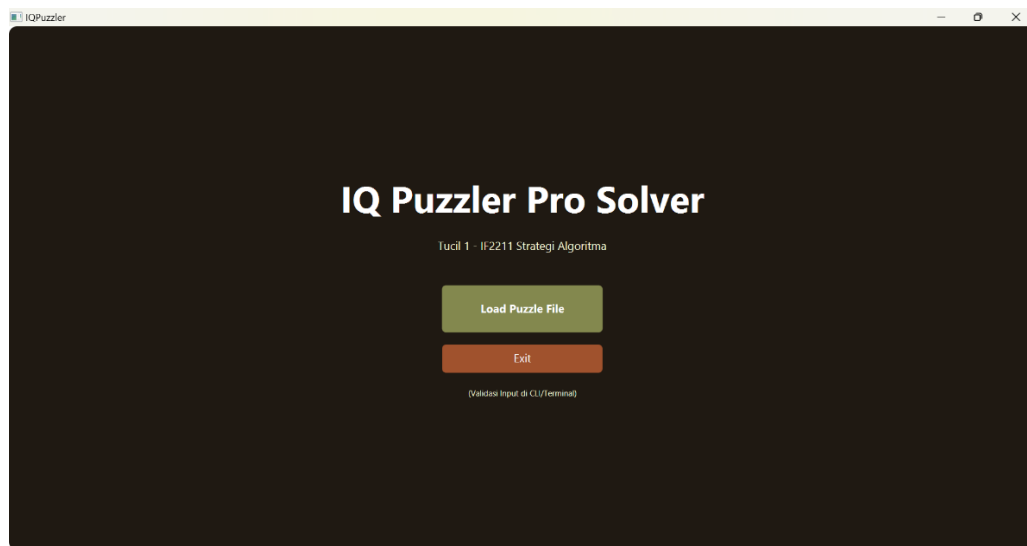 IQPuzzler
IQ Puzzler Pro Solver
Tucil 1 - IF2211 Strategi Algoritma
Load Puzzle File
Exit
(Validasi Input di CLI/Terminal)